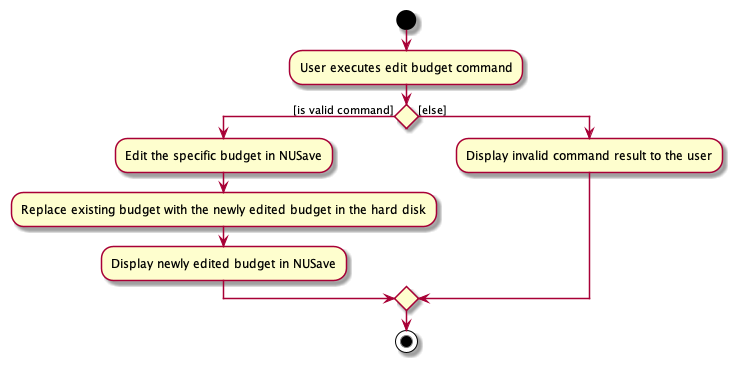 User executes edit budget command
[is valid command]
[else]
Edit the specific budget in NUSave
Display invalid command result to the user
Replace existing budget with the newly edited budget in the hard disk
Display newly edited budget in NUSave